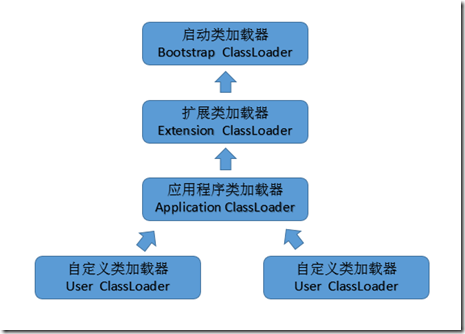 启动类加载器
Bootstrap ClassLoader
扩展类加载器
Extension ClassLoader
应用程序类加载器
Application ClassLoader
自定义类加载器
User ClassLoader
自定义类加载器
User ClassLoader